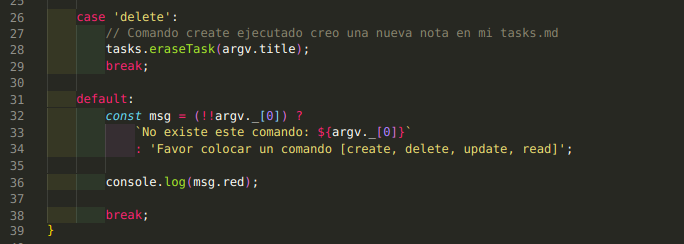 26 case 'delete':
27 // Comando create ejecutado creo una nueva nota en mi tasks.md
28 tasks.eraseTask(argv.title);
29 break;
30
31 default:
32 const msg = (!!argv._[0]) ?
33 `No existe este comando: ${argv._[0]}`
34 : 'Favor colocar un comando [create, delete, update, read]';
35
36 console.log(msg.red);
37
38 break;
39 }